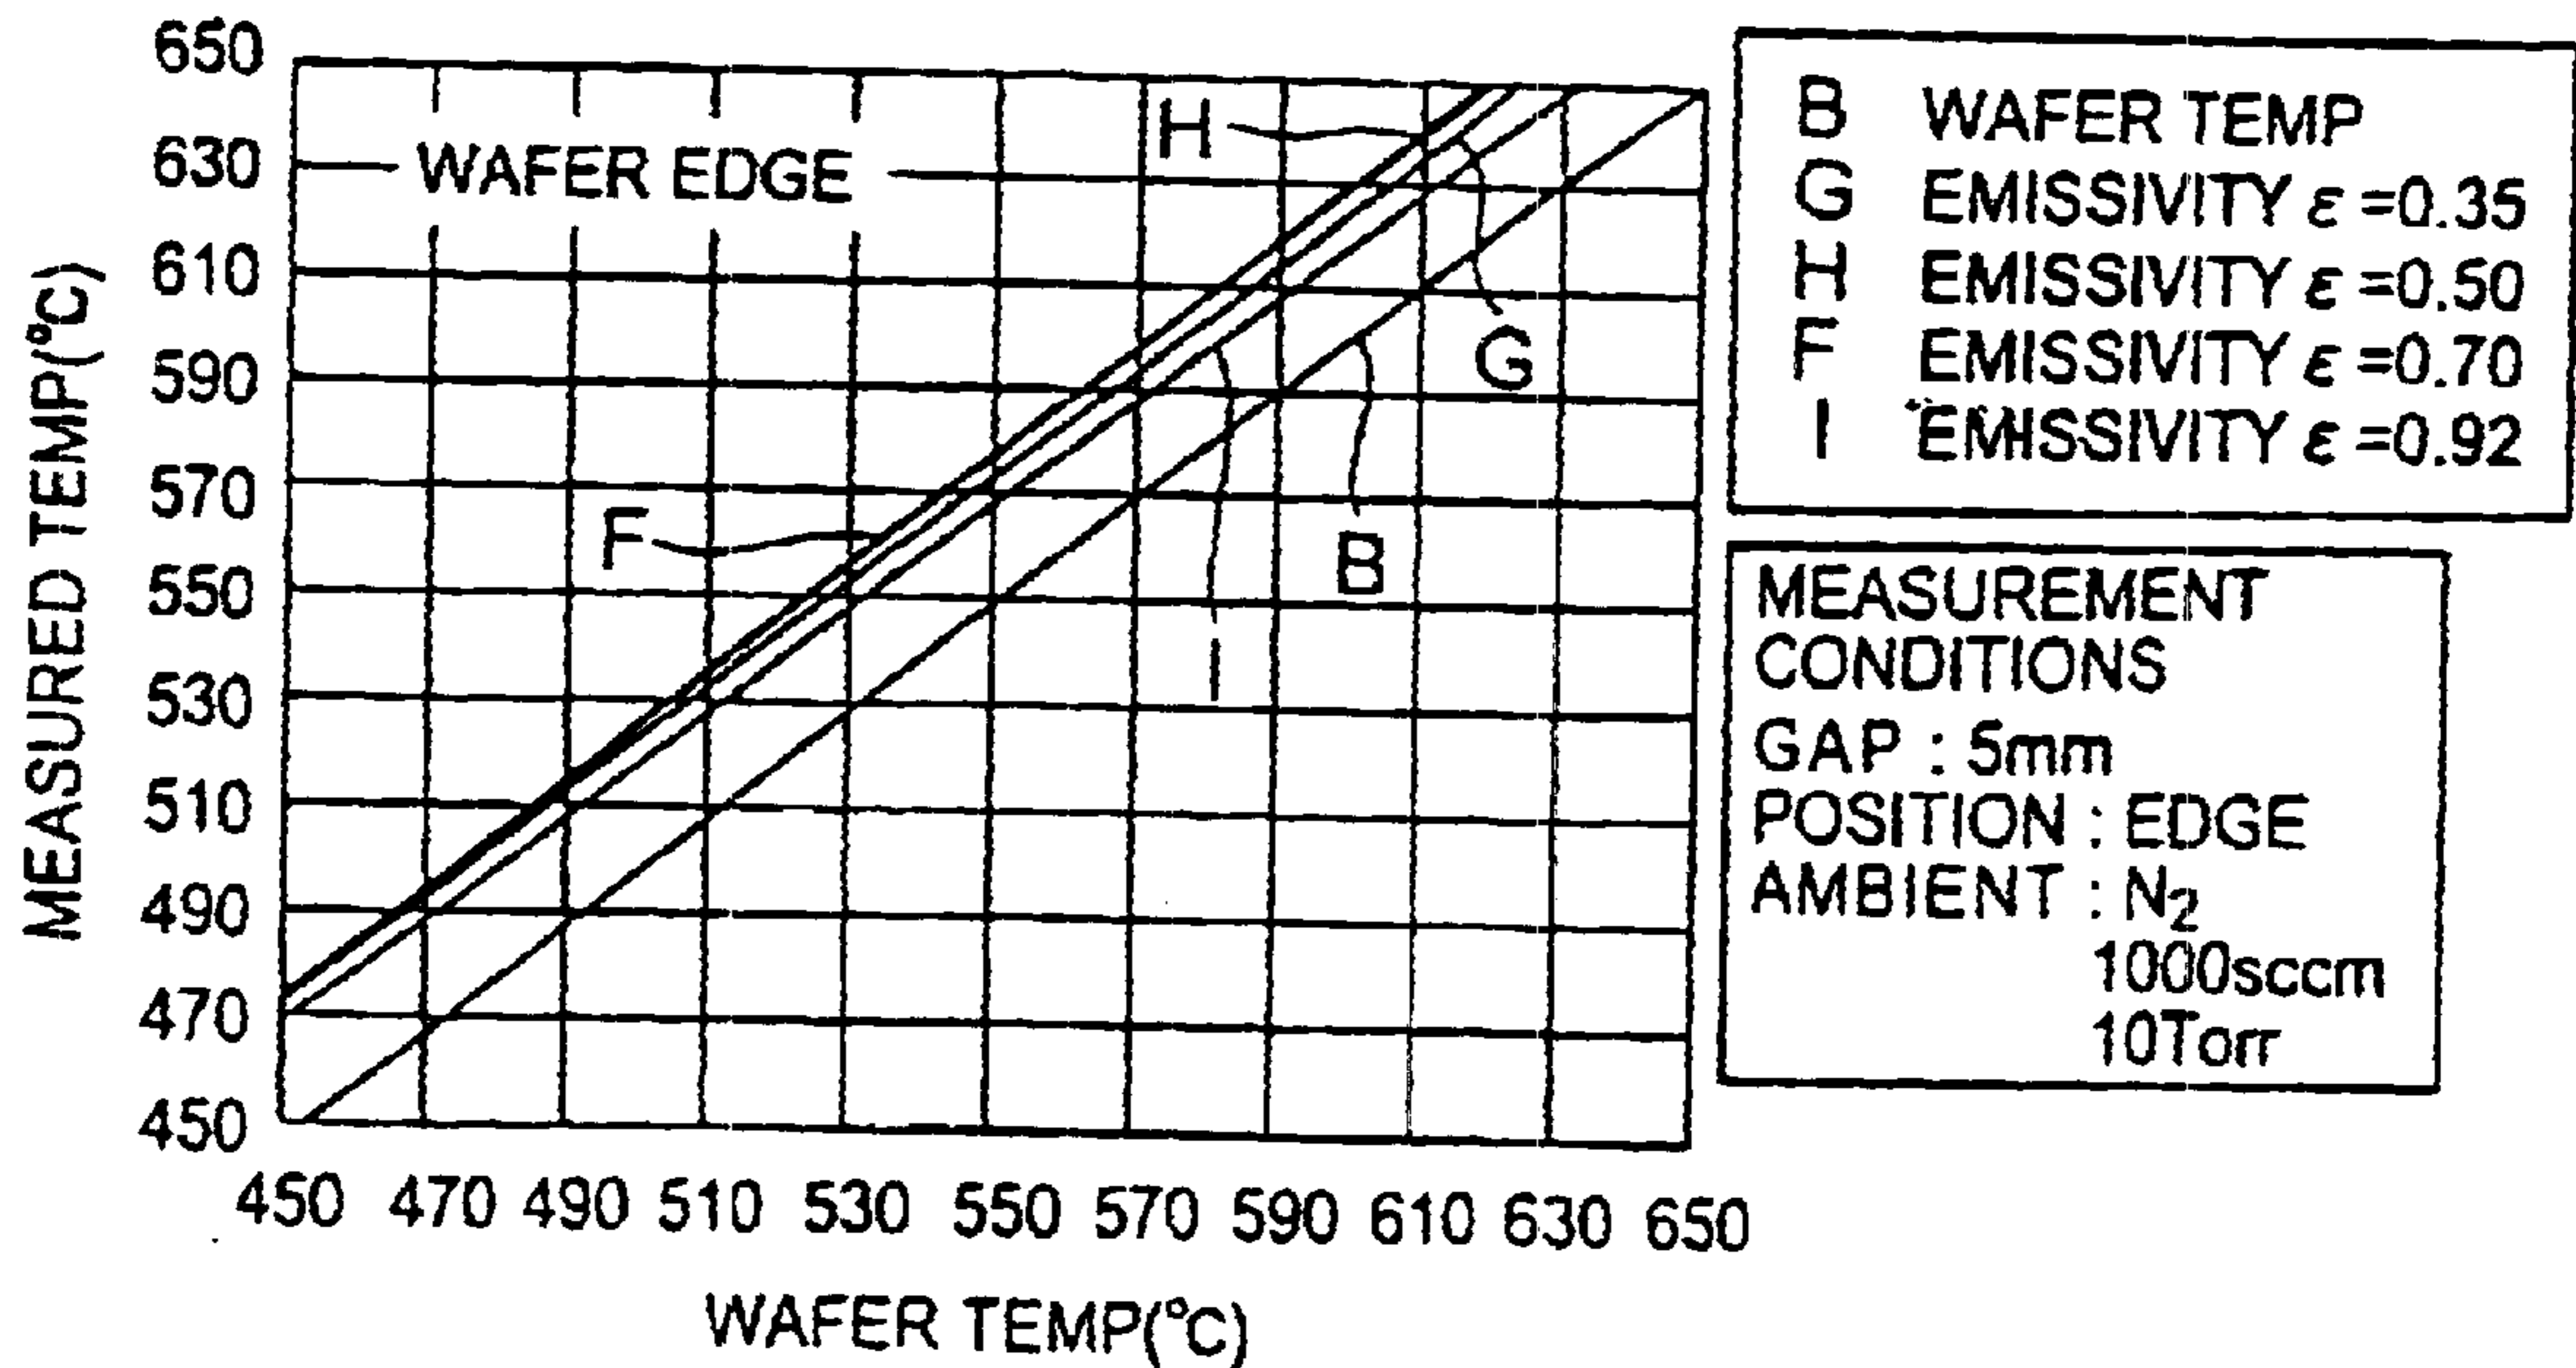 650
630
610
590
570
550
530
510
490
470
450
MEASURED TEMP(°C)
WAFER EDGE
H
G
F
B
I
450 470 490 510 530 550 570 590 610 630 650
WAFER TEMP(°C)
B WAFER TEMP
G EMISSIVITY ε =0.35
H EMISSIVITY ε =0.50
F EMISSIVITY ε =0.70
I EMISSIVITY ε =0.92
MEASUREMENT
CONDITIONS
GAP : 5mm
POSITION : EDGE
AMBIENT : N₂
1000sccm
10Torr